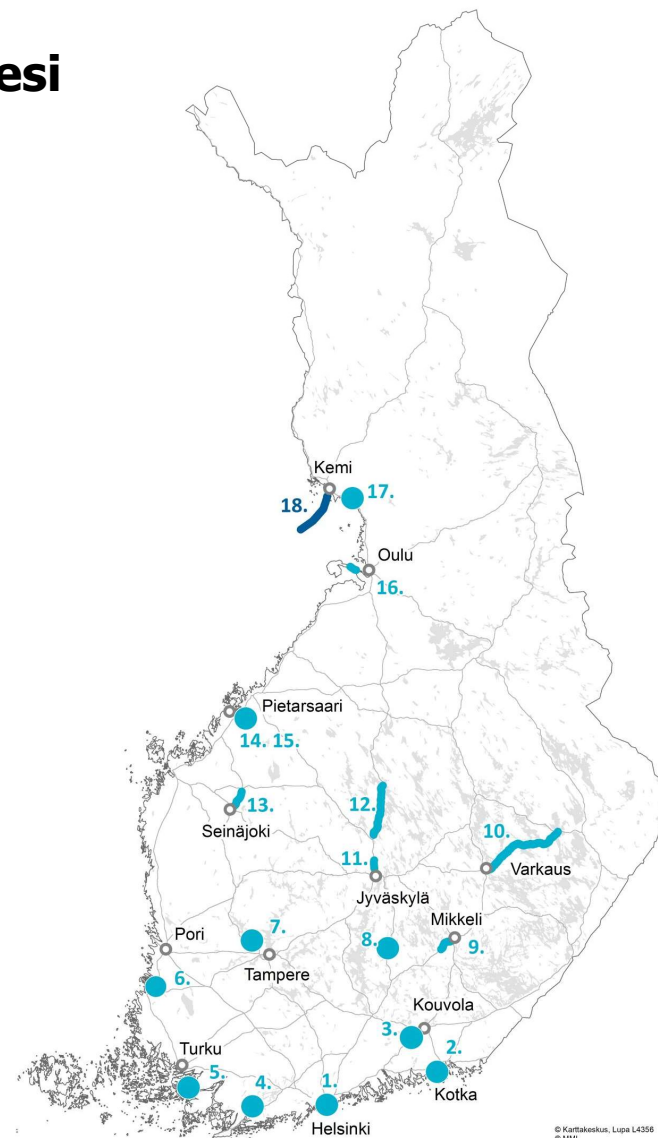 esi
Kemi
18.
17.
Oulu
16.
Pietarsaari
14. 15.
13.
Seinäjoki
12.
10.
Varkaus
11.
Jyväskylä
Mikkeli
9.
Pori
7.
8.
Tampere
6.
Kouvola
3.
2.
Turku
5.
4.
1.
Kotka
Helsinki
© Karttakeskus, Lupa L4356
© MML